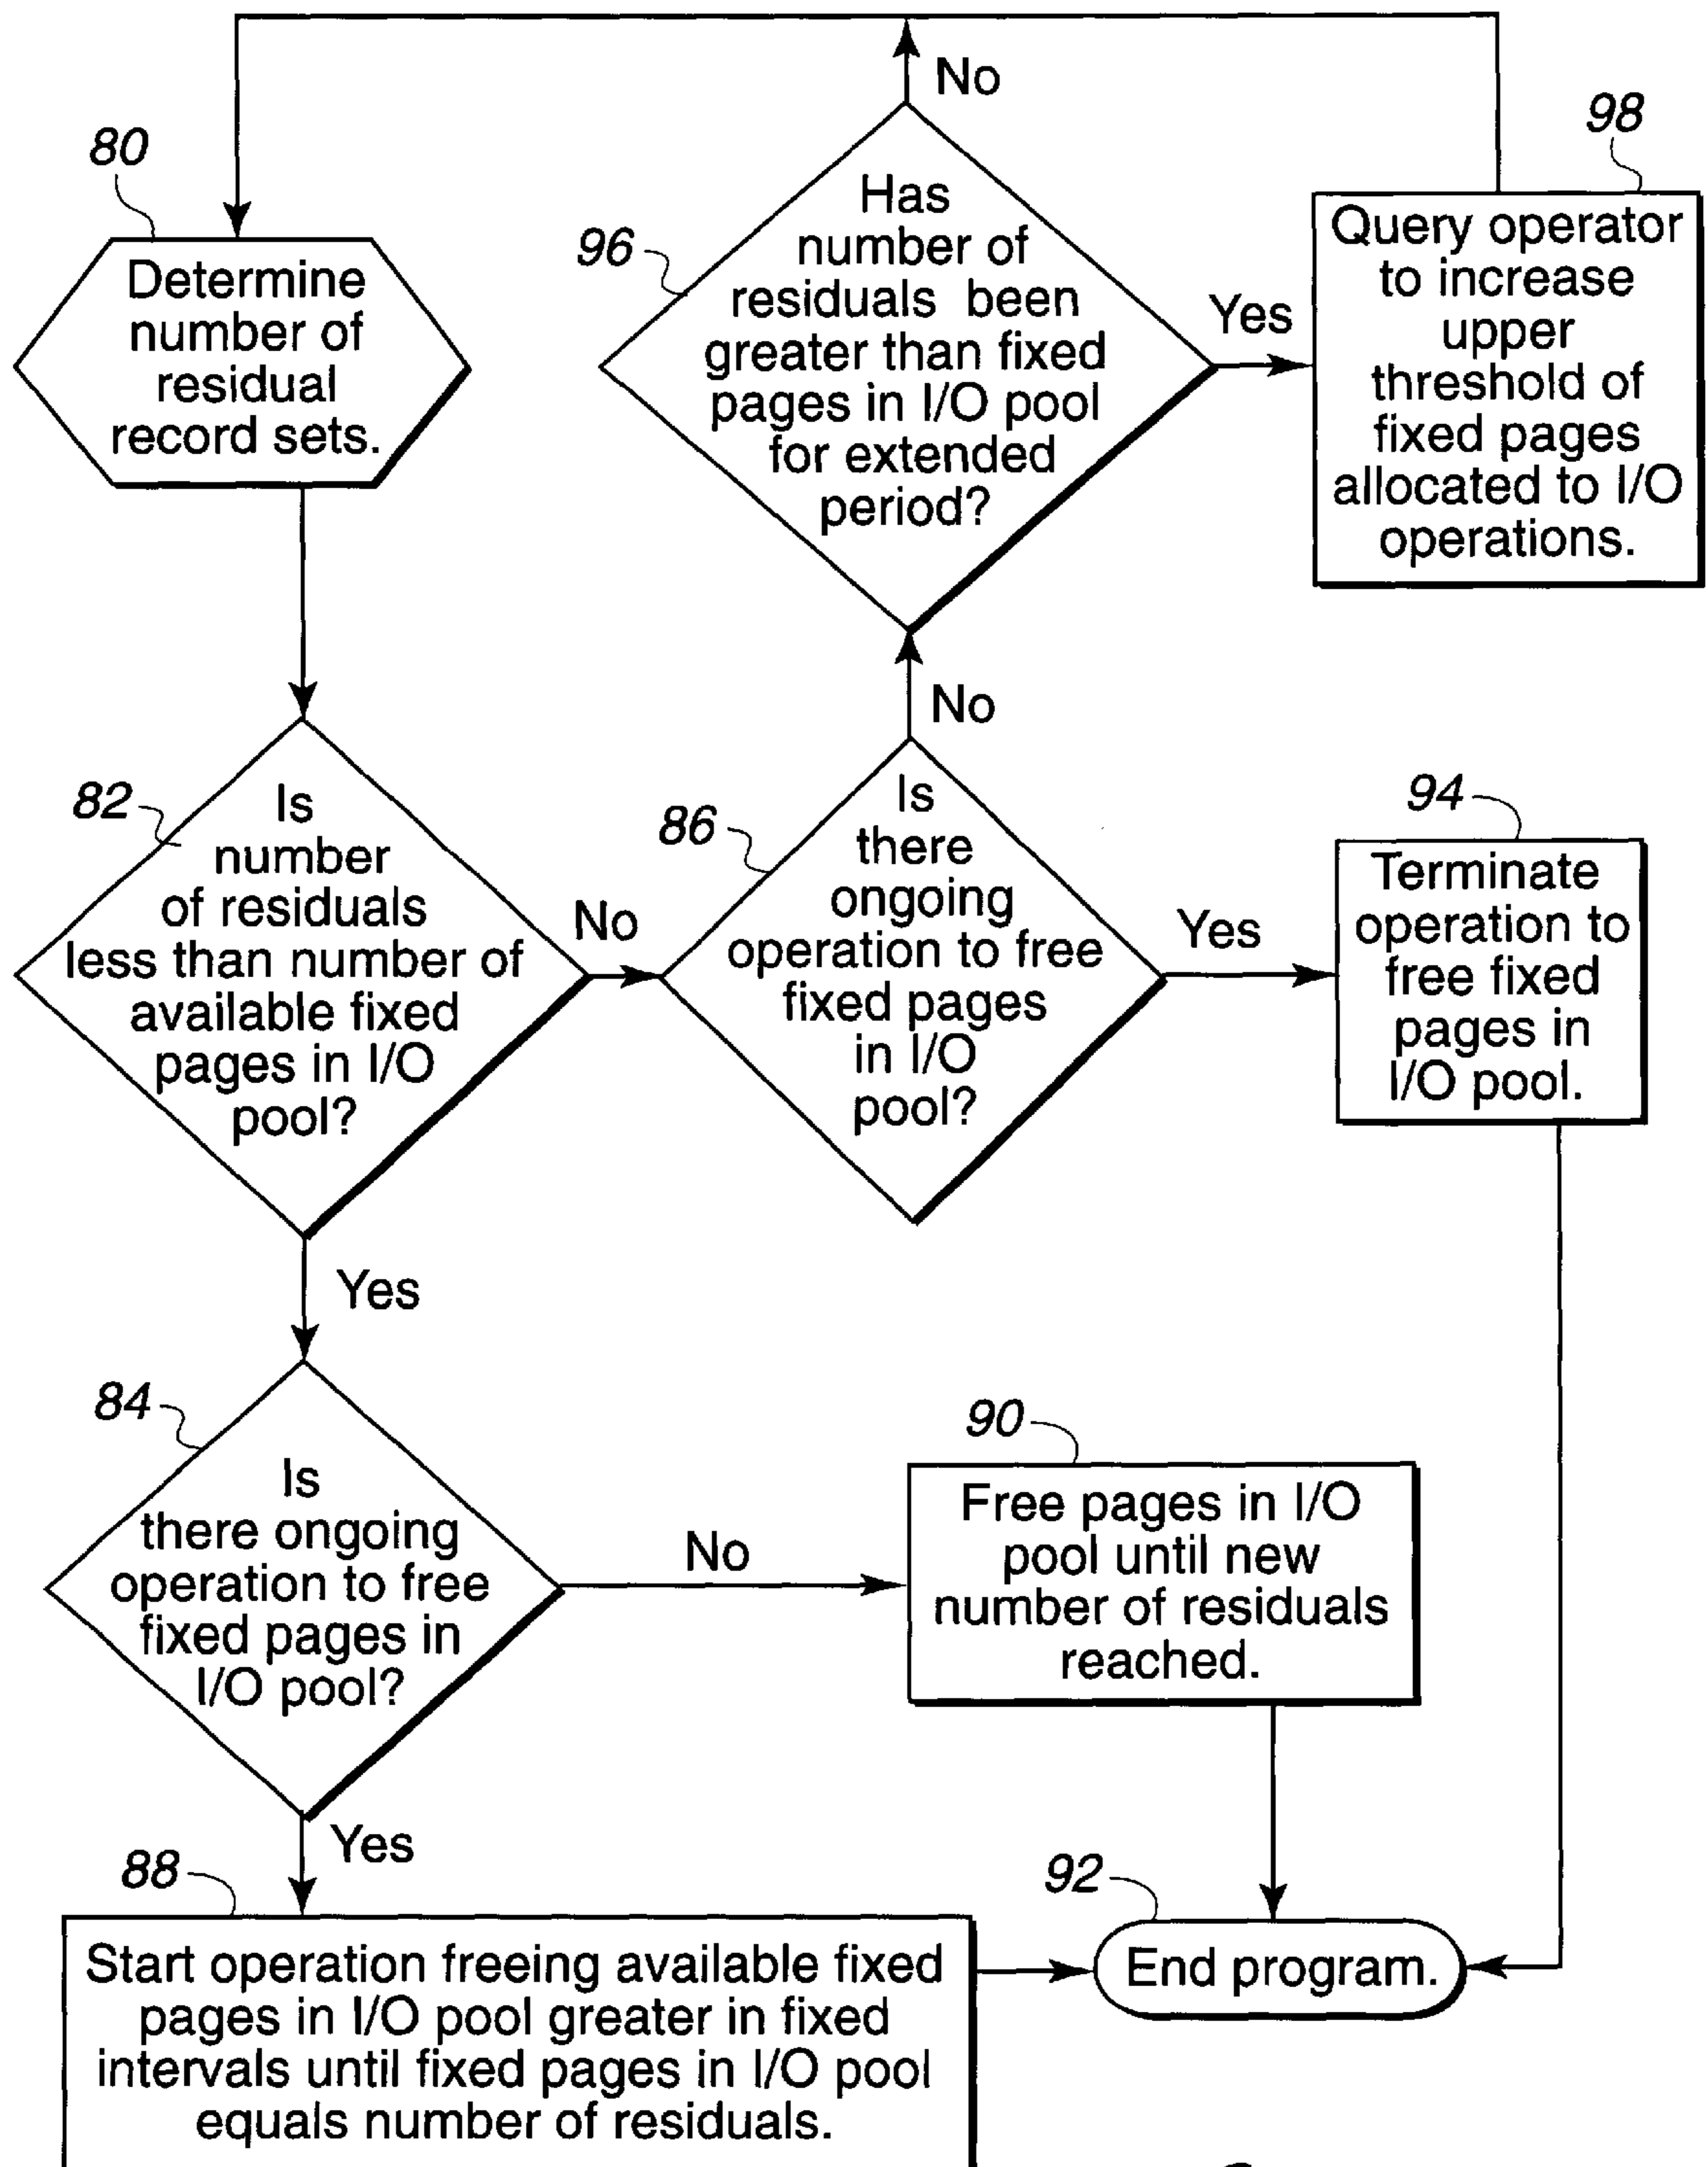 No
80
Determine
number of
residual
record sets.
96
Has
number of
residuals been
greater than fixed
pages in I/O pool
for extended
period?
Yes
98
Query operator
to increase
upper
threshold of
fixed pages
allocated to I/O
operations.
No
82
Is
number
of residuals
less than number of
available fixed
pages in I/O
pool?
No
86
Is
there
ongoing
operation to free
fixed pages
in I/O
pool?
Yes
94
Terminate
operation to
free fixed
pages in
I/O pool.
Yes
84
Is
there ongoing
operation to free
fixed pages in
I/O pool?
No
90
Free pages in I/O
pool until new
number of residuals
reached.
Yes
88
Start operation freeing available fixed
pages in I/O pool greater in fixed
intervals until fixed pages in I/O pool
equals number of residuals.
92
End program.